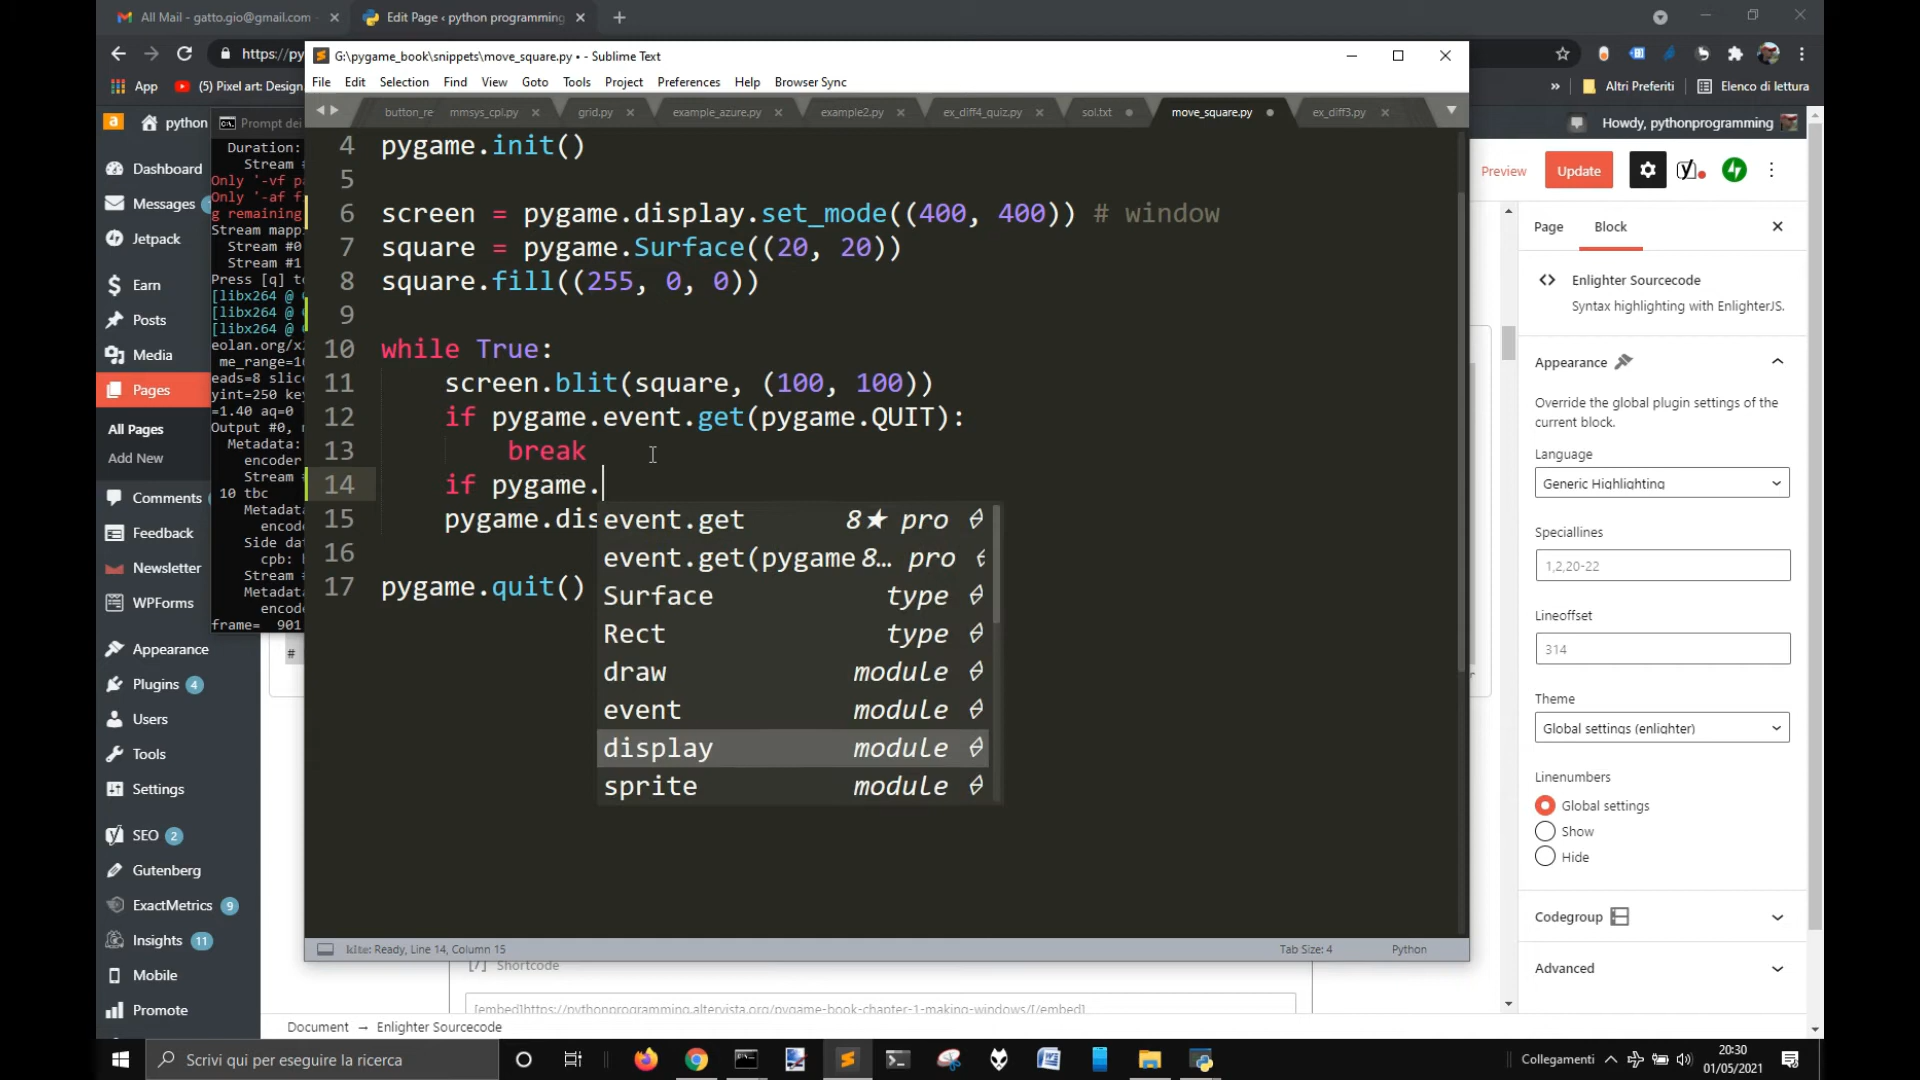 All Mail - gatto.gio@gmail.com
Edit Page ‹ python programming
https://py
App
(5) Pixel art: Design
»
Altri Preferiti
Elenco di lettura
G:\pygame_book\snippets\move_square.py • - Sublime Text
File Edit Selection Find View Goto Tools Project Preferences Help Browser Sync
button_re
mmsys_cpl.py
grid.py
example_azure.py
example2.py
ex_diff4_quiz.py
sol.txt
move_square.py
ex_diff3.py
4 pygame.init()
5
6 screen = pygame.display.set_mode((400, 400)) # window
7 square = pygame.Surface((20, 20))
8 square.fill((255, 0, 0))
9
10 while True:
11 screen.blit(square, (100, 100))
12 if pygame.event.get(pygame.QUIT):
13 break
14 if pygame.
15 pygame.dis
16
17 pygame.quit()
event.get 8★ pro
event.get(pygame 8… pro
Surface type
Rect type
draw module
event module
display module
sprite module
kite: Ready, Line 14, Column 15
Tab Size: 4
Python
python
Dashboard
Messages
Jetpack
Earn
Posts
Media
Pages
All Pages
Add New
Comments
Feedback
Newsletter
WPForms
Appearance
Plugins 4
Users
Tools
Settings
SEO 2
Gutenberg
ExactMetrics 9
Insights 11
Mobile
Promote
Prompt dei
Duration:
Stream #
Only '-vf pa
Only '-af fi
g remaining
Stream mapp
Stream #0
Stream #1
Press [q] to
[libx264 @
[libx264 @
[libx264 @
eolan.org/x2
me_range=16
eads=8 slic
yint=250 key
=1.40 aq=0
Output #0, m
Metadata:
encoder
Stream #
10 tbc
Metadata
enco
Side da
cpb:
Stream #
Metadata
enco
frame= 901
#
Howdy, pythonprogramming
Preview
Update
Page
Block
Enlighter Sourcecode
Syntax highlighting with EnlighterJS.
Appearance
Override the global plugin settings of the
current block.
Language
Generic Highlighting
Speciallines
1,2,20-22
Lineoffset
314
Theme
Global settings (enlighter)
Linenumbers
Global settings
Show
Hide
Codegroup
Advanced
[/] Shortcode
[embed]https://pythonprogramming.altervista.org/pygame-book-chapter-1-making-windows/[/embed]
Document → Enlighter Sourcecode
Scrivi qui per eseguire la ricerca
Collegamenti
20:30
01/05/2021